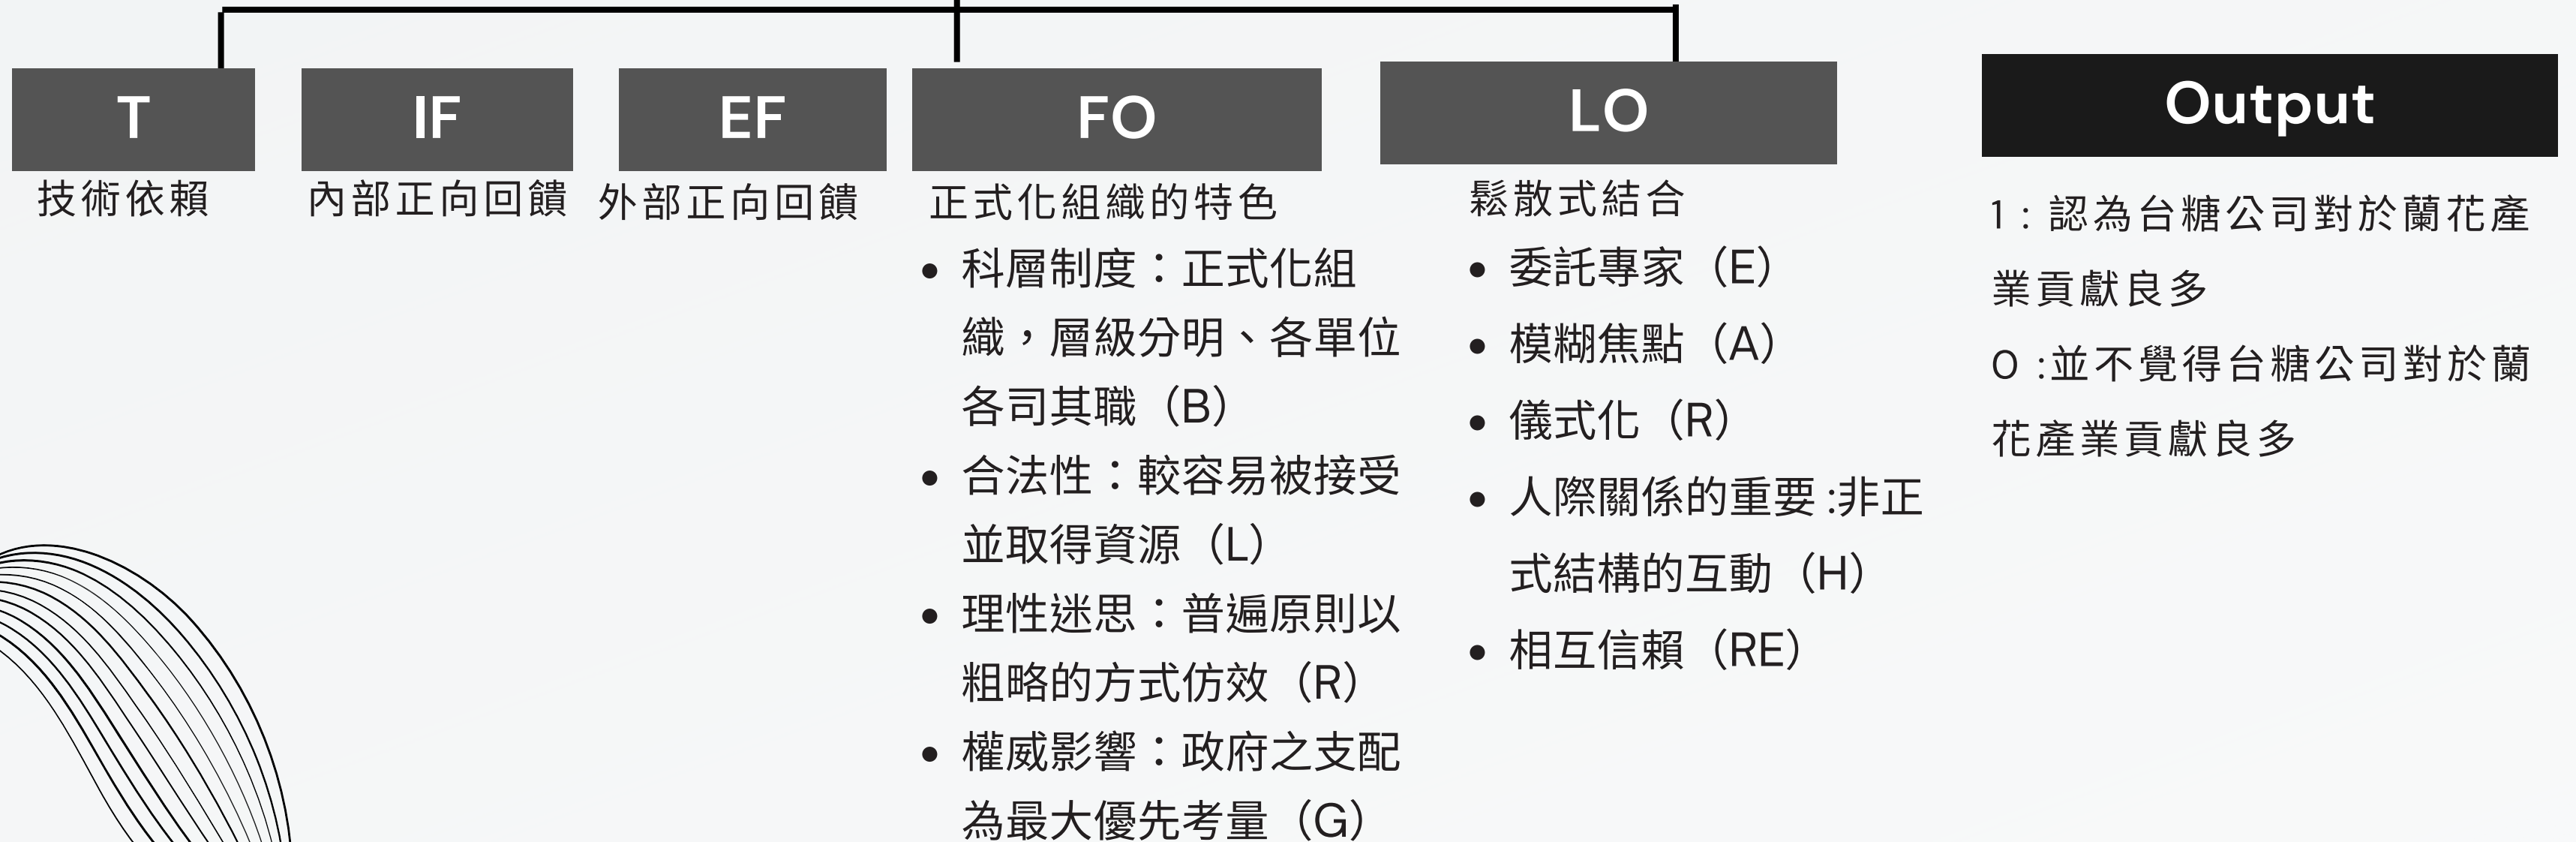 T
技術依賴
IF
內部正向回饋
EF
外部正向回饋
FO
正式化組織的特色
• 科層制度：正式化組
織，層級分明、各單位
各司其職（B）
• 合法性：較容易被接受
並取得資源（L）
• 理性迷思：普遍原則以
粗略的方式仿效（R）
• 權威影響：政府之支配
為最大優先考量（G）
LO
鬆散式結合
• 委託專家（E）
• 模糊焦點（A）
• 儀式化（R）
• 人際關係的重要 :非正
式結構的互動（H）
• 相互信賴（RE）
Output
1 : 認為台糖公司對於蘭花產
業貢獻良多
0 :並不覺得台糖公司對於蘭
花產業貢獻良多